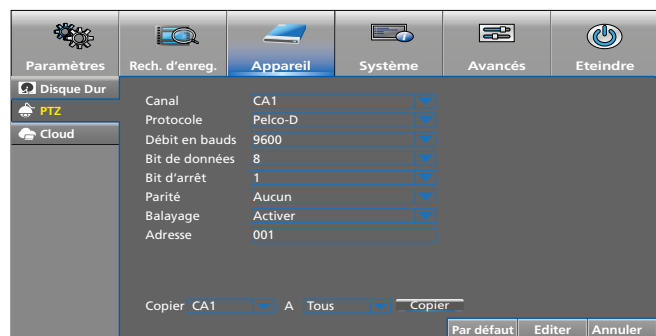 Paramètres Rech. d'enreg. Appareil Système Avancés Eteindre
Disque Dur
PTZ
Cloud
Canal CA1
Protocole Pelco-D
Débit en bauds 9600
Bit de données 8
Bit d'arrêt 1
Parité Aucun
Balayage Activer
Adresse 001
Copier CA1 A Tous Copier
Par défaut Editer Annuler